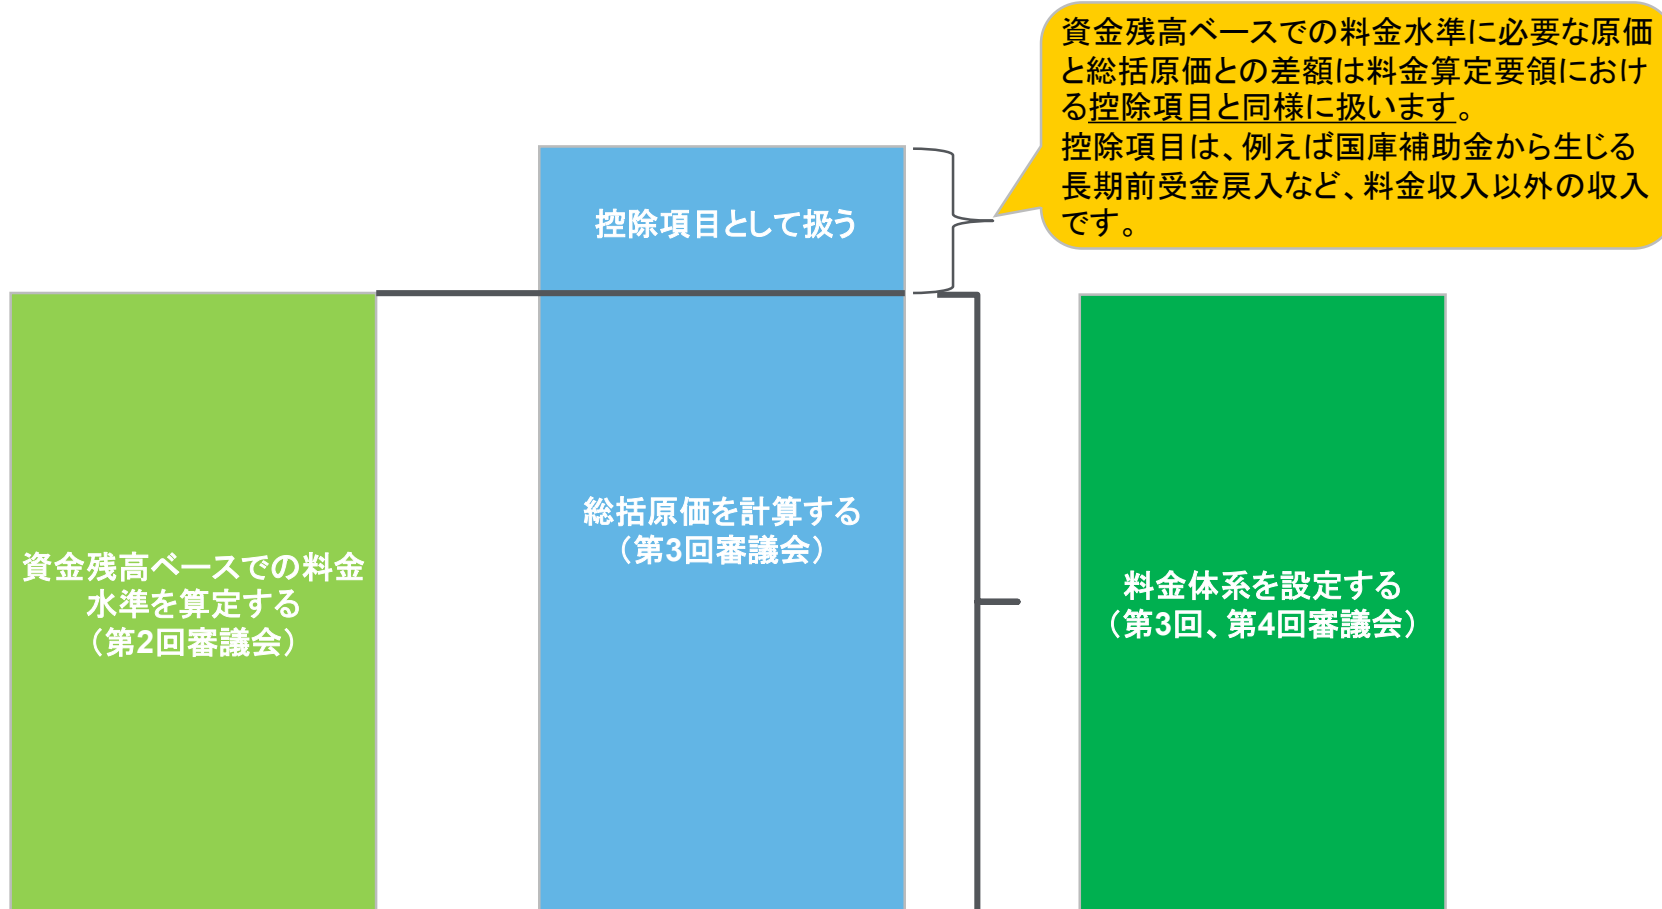 資金残高ベースでの料金水準に必要な原価
と総括原価との差額は料金算定要領におけ
る控除項目と同様に扱います。
控除項目は、例えば国庫補助金から生じる
長期前受金戻入など、料金収入以外の収入
です。
控除項目として扱う
総括原価を計算する
（第3回審議会）
資金残高ベースでの料金
水準を算定する
（第2回審議会）
料金体系を設定する
（第3回、第4回審議会）